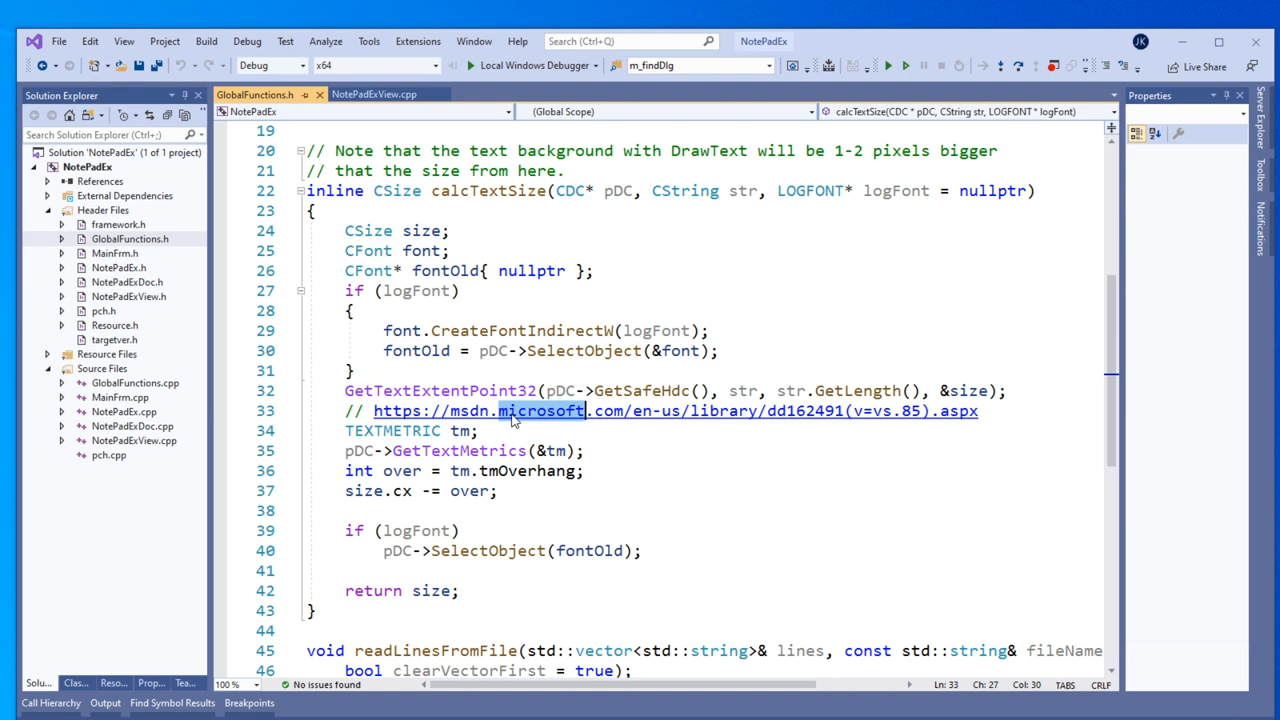 File Edit View Project Build Debug Test Analyze Tools Extensions Window Help Search (Ctrl+Q) NotePadEx JK
Debug x64 Local Windows Debugger m_findDlg Live Share
Solution Explorer
GlobalFunctions.h NotePadExView.cpp
Properties
NotePadEx (Global Scope) calcTextSize(CDC * pDC, CString str, LOGFONT * logFont)
Search Solution Explorer (Ctrl+;)
Solution 'NotePadEx' (1 of 1 project)
NotePadEx
References
External Dependencies
Header Files
framework.h
GlobalFunctions.h
MainFrm.h
NotePadEx.h
NotePadExDoc.h
NotePadExView.h
pch.h
Resource.h
targetver.h
Resource Files
Source Files
GlobalFunctions.cpp
MainFrm.cpp
NotePadEx.cpp
NotePadExDoc.cpp
NotePadExView.cpp
pch.cpp
19
20 // Note that the text background with DrawText will be 1-2 pixels bigger
21 // that the size from here.
22 inline CSize calcTextSize(CDC* pDC, CString str, LOGFONT* logFont = nullptr)
23 {
24 CSize size;
25 CFont font;
26 CFont* fontOld{ nullptr };
27 if (logFont)
28 {
29 font.CreateFontIndirectW(logFont);
30 fontOld = pDC->SelectObject(&font);
31 }
32 GetTextExtentPoint32(pDC->GetSafeHdc(), str, str.GetLength(), &size);
33 // https://msdn.microsoft.com/en-us/library/dd162491(v=vs.85).aspx
34 TEXTMETRIC tm;
35 pDC->GetTextMetrics(&tm);
36 int over = tm.tmOverhang;
37 size.cx -= over;
38
39 if (logFont)
40 pDC->SelectObject(fontOld);
41
42 return size;
43 }
44
45 void readLinesFromFile(std::vector<std::string>& lines, const std::string& fileName
46 bool clearVectorFirst = true);
Server Explorer
Toolbox
Notifications
Solu... Clas... Reso... Prop... Tea...
100 % No issues found Ln: 33 Ch: 27 Col: 30 TABS CRLF
Call Hierarchy Output Find Symbol Results Breakpoints